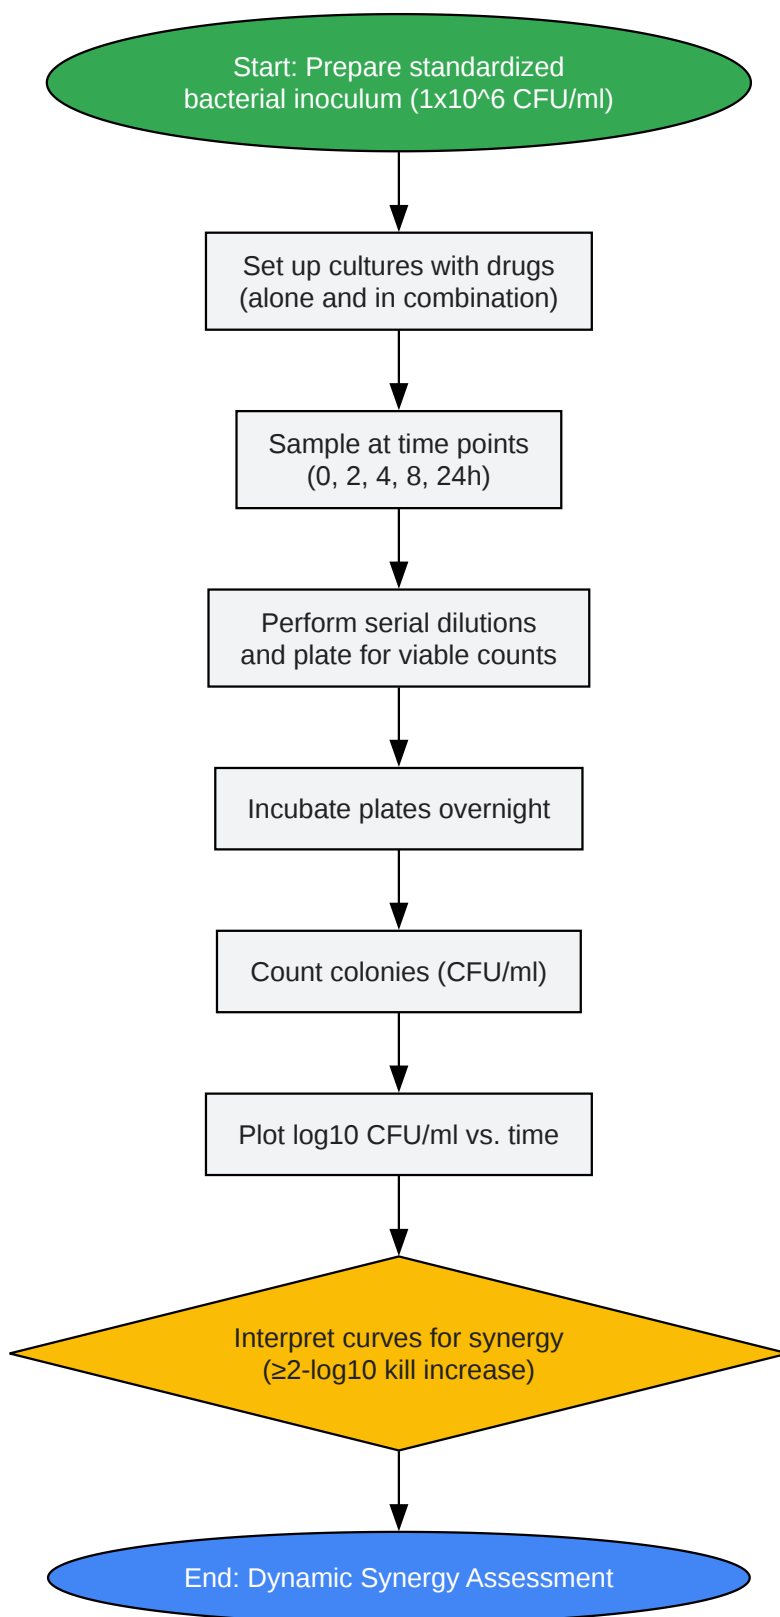 Start: Prepare standardized
bacterial inoculum (1x10^6 CFU/ml)
Set up cultures with drugs
(alone and in combination)
Sample at time points
(0, 2, 4, 8, 24h)
Perform serial dilutions
and plate for viable counts
Incubate plates overnight
Count colonies (CFU/ml)
Plot log10 CFU/ml vs. time
Interpret curves for synergy
(≥2-log10 kill increase)
End: Dynamic Synergy Assessment